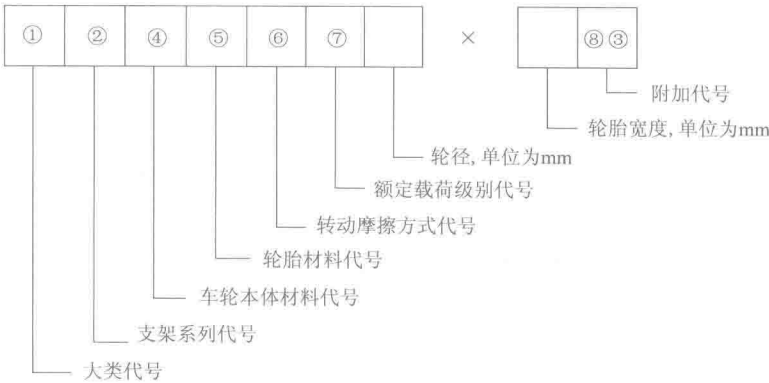 ① ② ④ ⑤ ⑥ ⑦ × ⑧③
附加代号
轮胎宽度,单位为mm
轮径,单位为mm
额定载荷级别代号
转动摩擦方式代号
轮胎材料代号
车轮本体材料代号
支架系列代号
大类代号